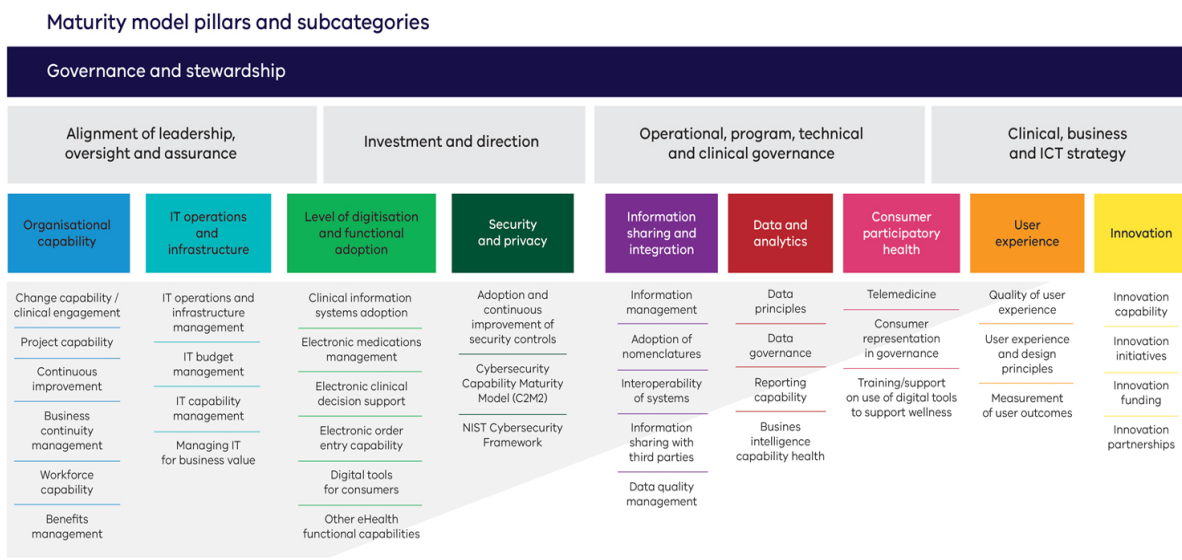 Maturity model pillars and subcategories
Governance and stewardship
Alignment of leadership,
oversight and assurance
Investment and direction
Operational, program, technical
and clinical governance
Clinical, business
and ICT strategy
Organisational
capability
Change capability /
clinical engagement
Project capability
Continuous
improvement
Business
continuity
management
Workforce
capability
Benefits
management
IT operations
and
infrastructure
IT operations and
infrastructure
management
IT budget
management
IT capability
management
Managing IT
for business value
Level of digitisation
and functional
adoption
Clinical information
systems adoption
Electronic medications
management
Electronic clinical
decision support
Electronic order
entry capability
Digital tools
for consumers
Other eHealth
functional capabilities
Security
and privacy
Adoption and
continuous
improvement of
security controls
Cybersecurity
Capability Maturity
Model (C2M2)
NIST Cybersecurity
Framework
Information
sharing and
integration
Information
management
Adoption of
nomenclatures
Interoperability
of systems
Information
sharing with
third parties
Data quality
management
Data and
analytics
Data
principles
Data
governance
Reporting
capability
Busines
intelligence
capability health
Consumer
participatory
health
Telemedicine
Consumer
representation
in governance
Training/support
on use of digital tools
to support wellness
User
experience
Quality of user
experience
User experience
and design
principles
Measurement
of user outcomes
Innovation
Innovation
capability
Innovation
initiatives
Innovation
funding
Innovation
partnerships